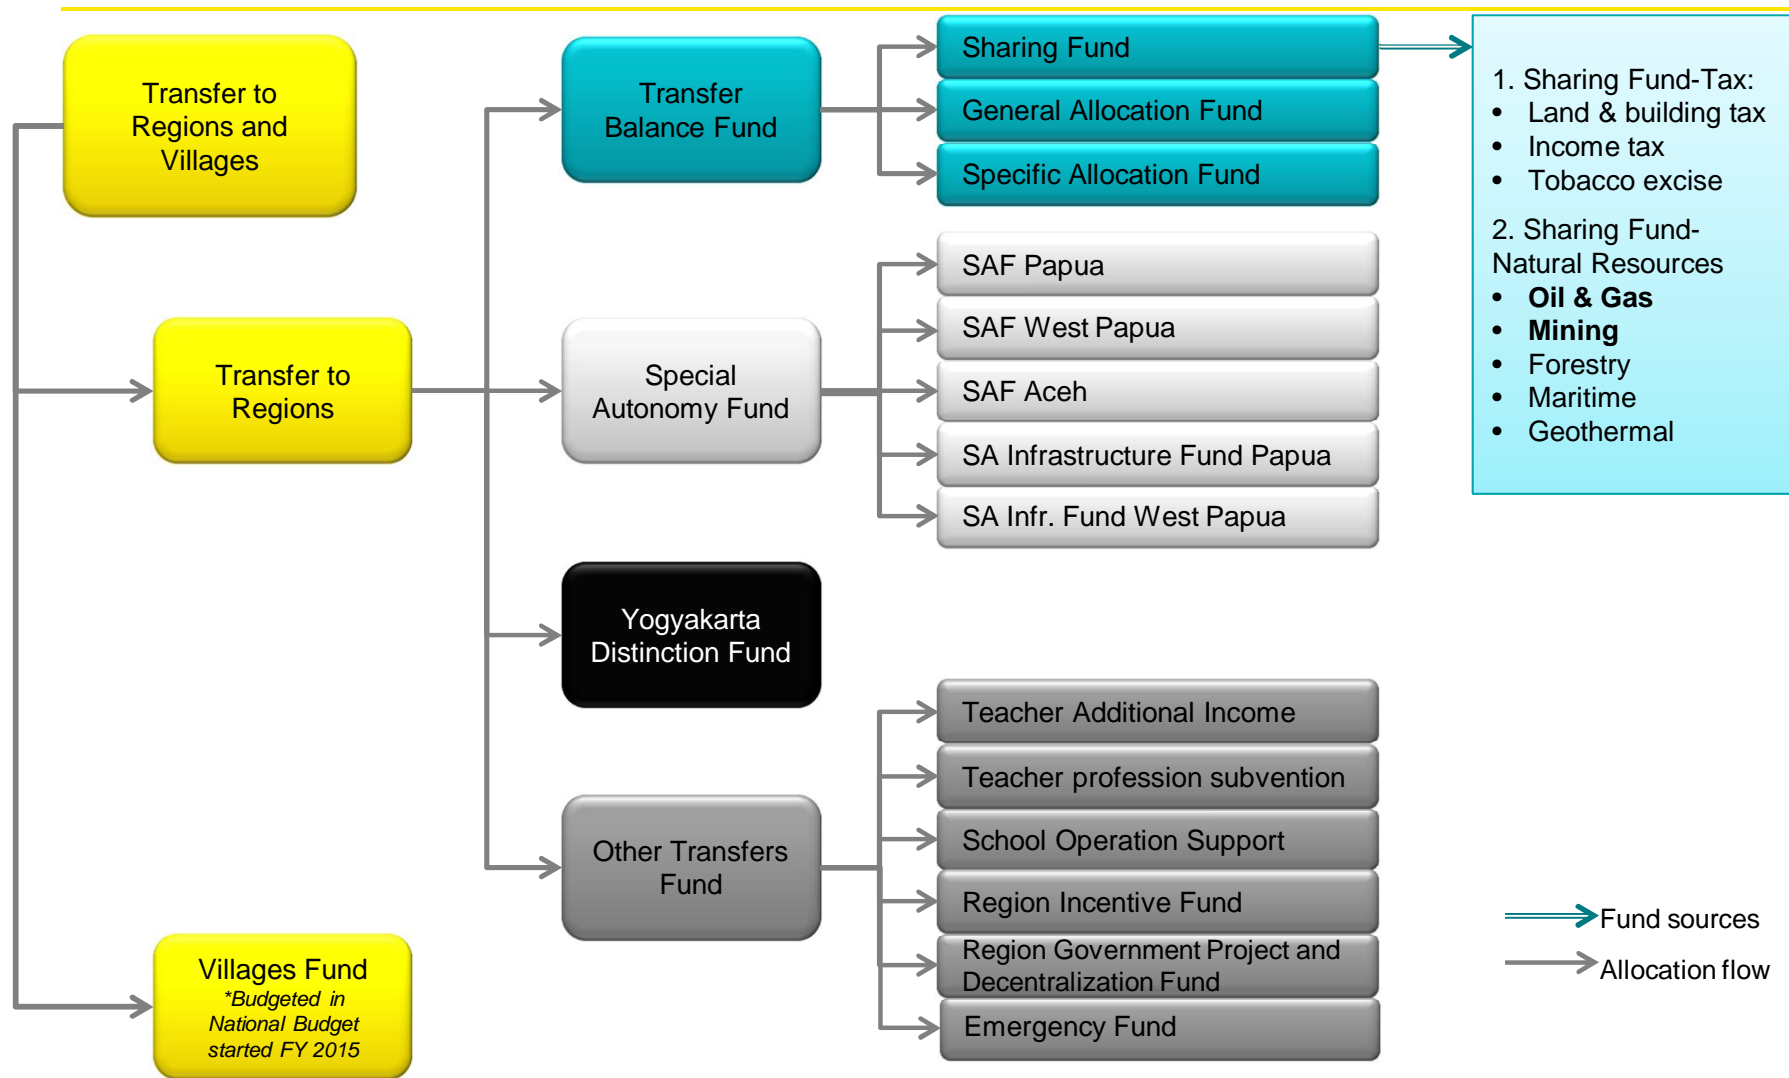 Transfer to
Regions and
Villages
Transfer to
Regions
Villages Fund
*Budgeted in
National Budget
started FY 2015
Transfer
Balance Fund
Special
Autonomy Fund
Yogyakarta
Distinction Fund
Other Transfers
Fund
Sharing Fund
General Allocation Fund
Specific Allocation Fund
SAF Papua
SAF West Papua
SAF Aceh
SA Infrastructure Fund Papua
SA Infr. Fund West Papua
Teacher Additional Income
Teacher profession subvention
School Operation Support
Region Incentive Fund
Region Government Project and
Decentralization Fund
Emergency Fund
1. Sharing Fund-Tax:
• Land & building tax
• Income tax
• Tobacco excise
2. Sharing Fund-
Natural Resources
• Oil & Gas
• Mining
• Forestry
• Maritime
• Geothermal
Fund sources
Allocation flow